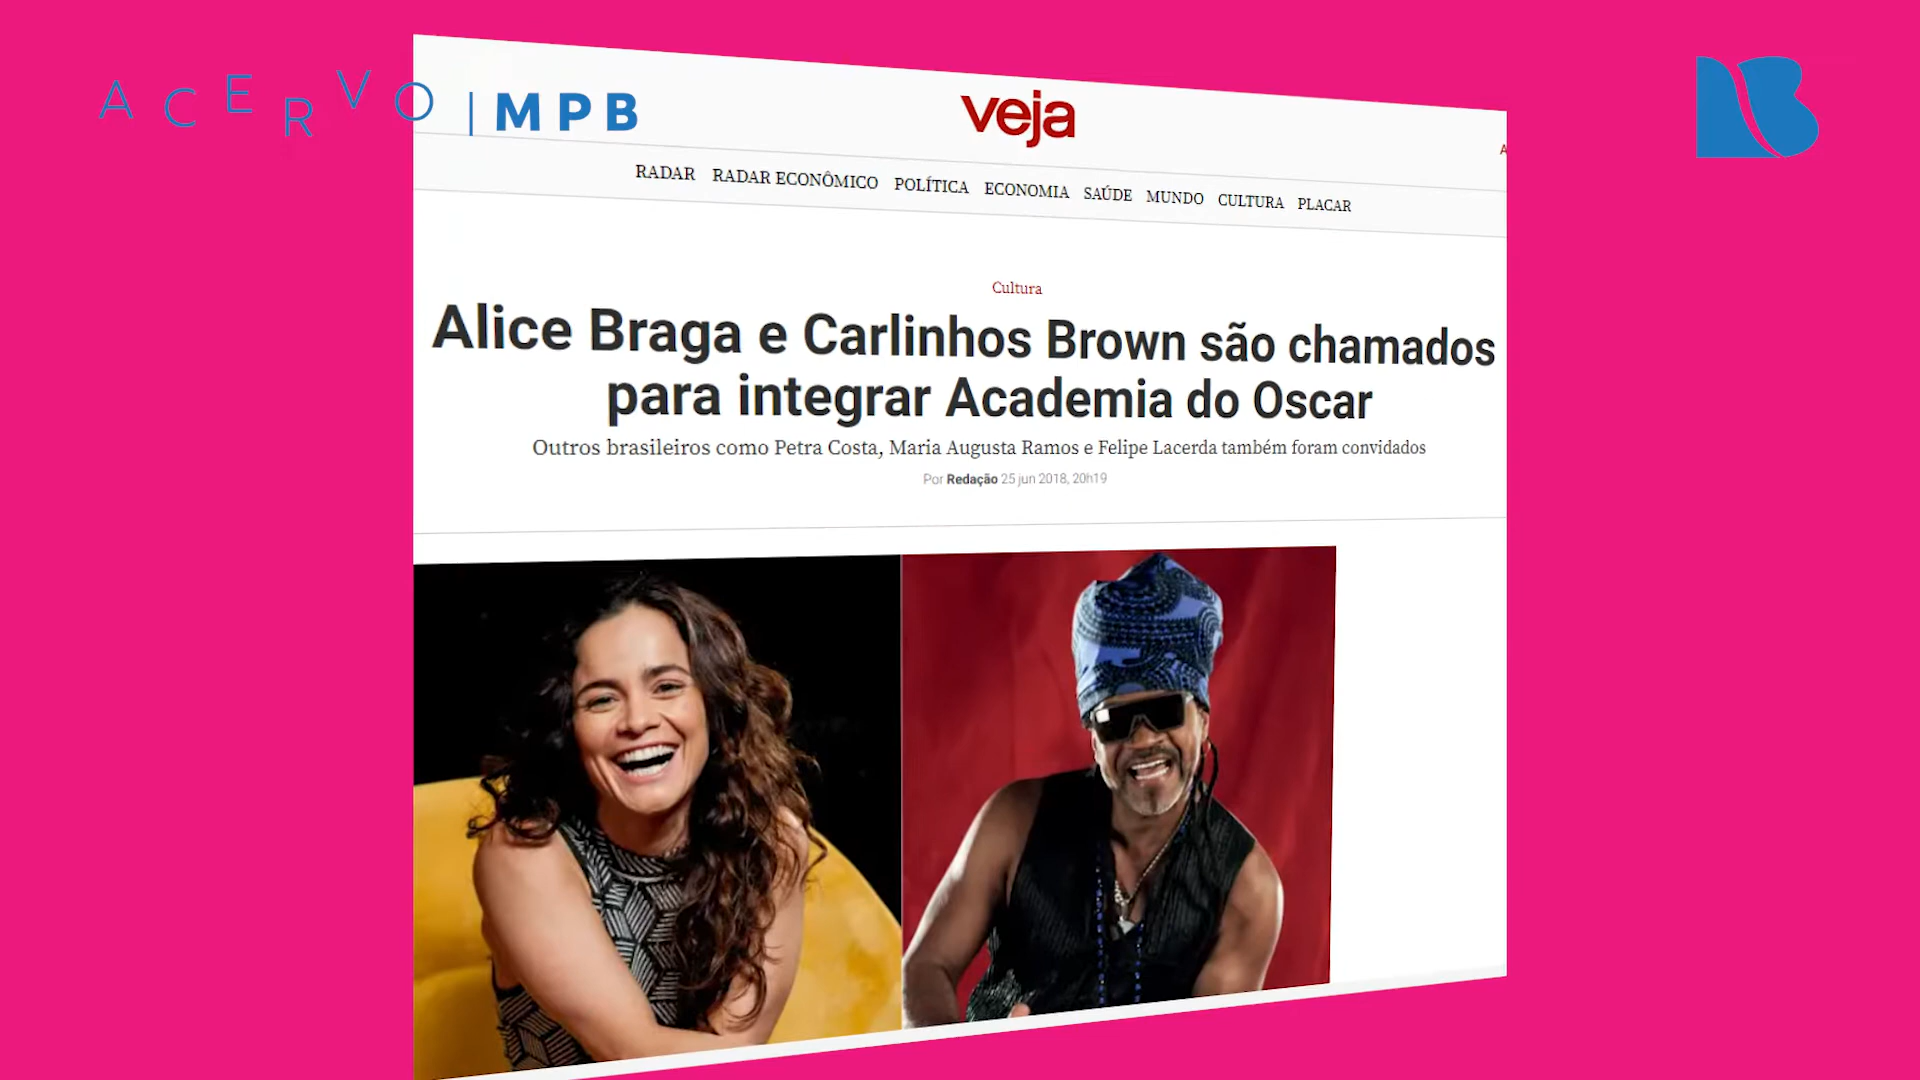 ACERVO | MPB
veja
A
RADAR RADAR ECONÔMICO POLÍTICA ECONOMIA SAÚDE MUNDO CULTURA PLACAR
Cultura
Alice Braga e Carlinhos Brown são chamados
para integrar Academia do Oscar
Outros brasileiros como Petra Costa, Maria Augusta Ramos e Felipe Lacerda também foram convidados
Por Redação 25 jun 2018, 20h19